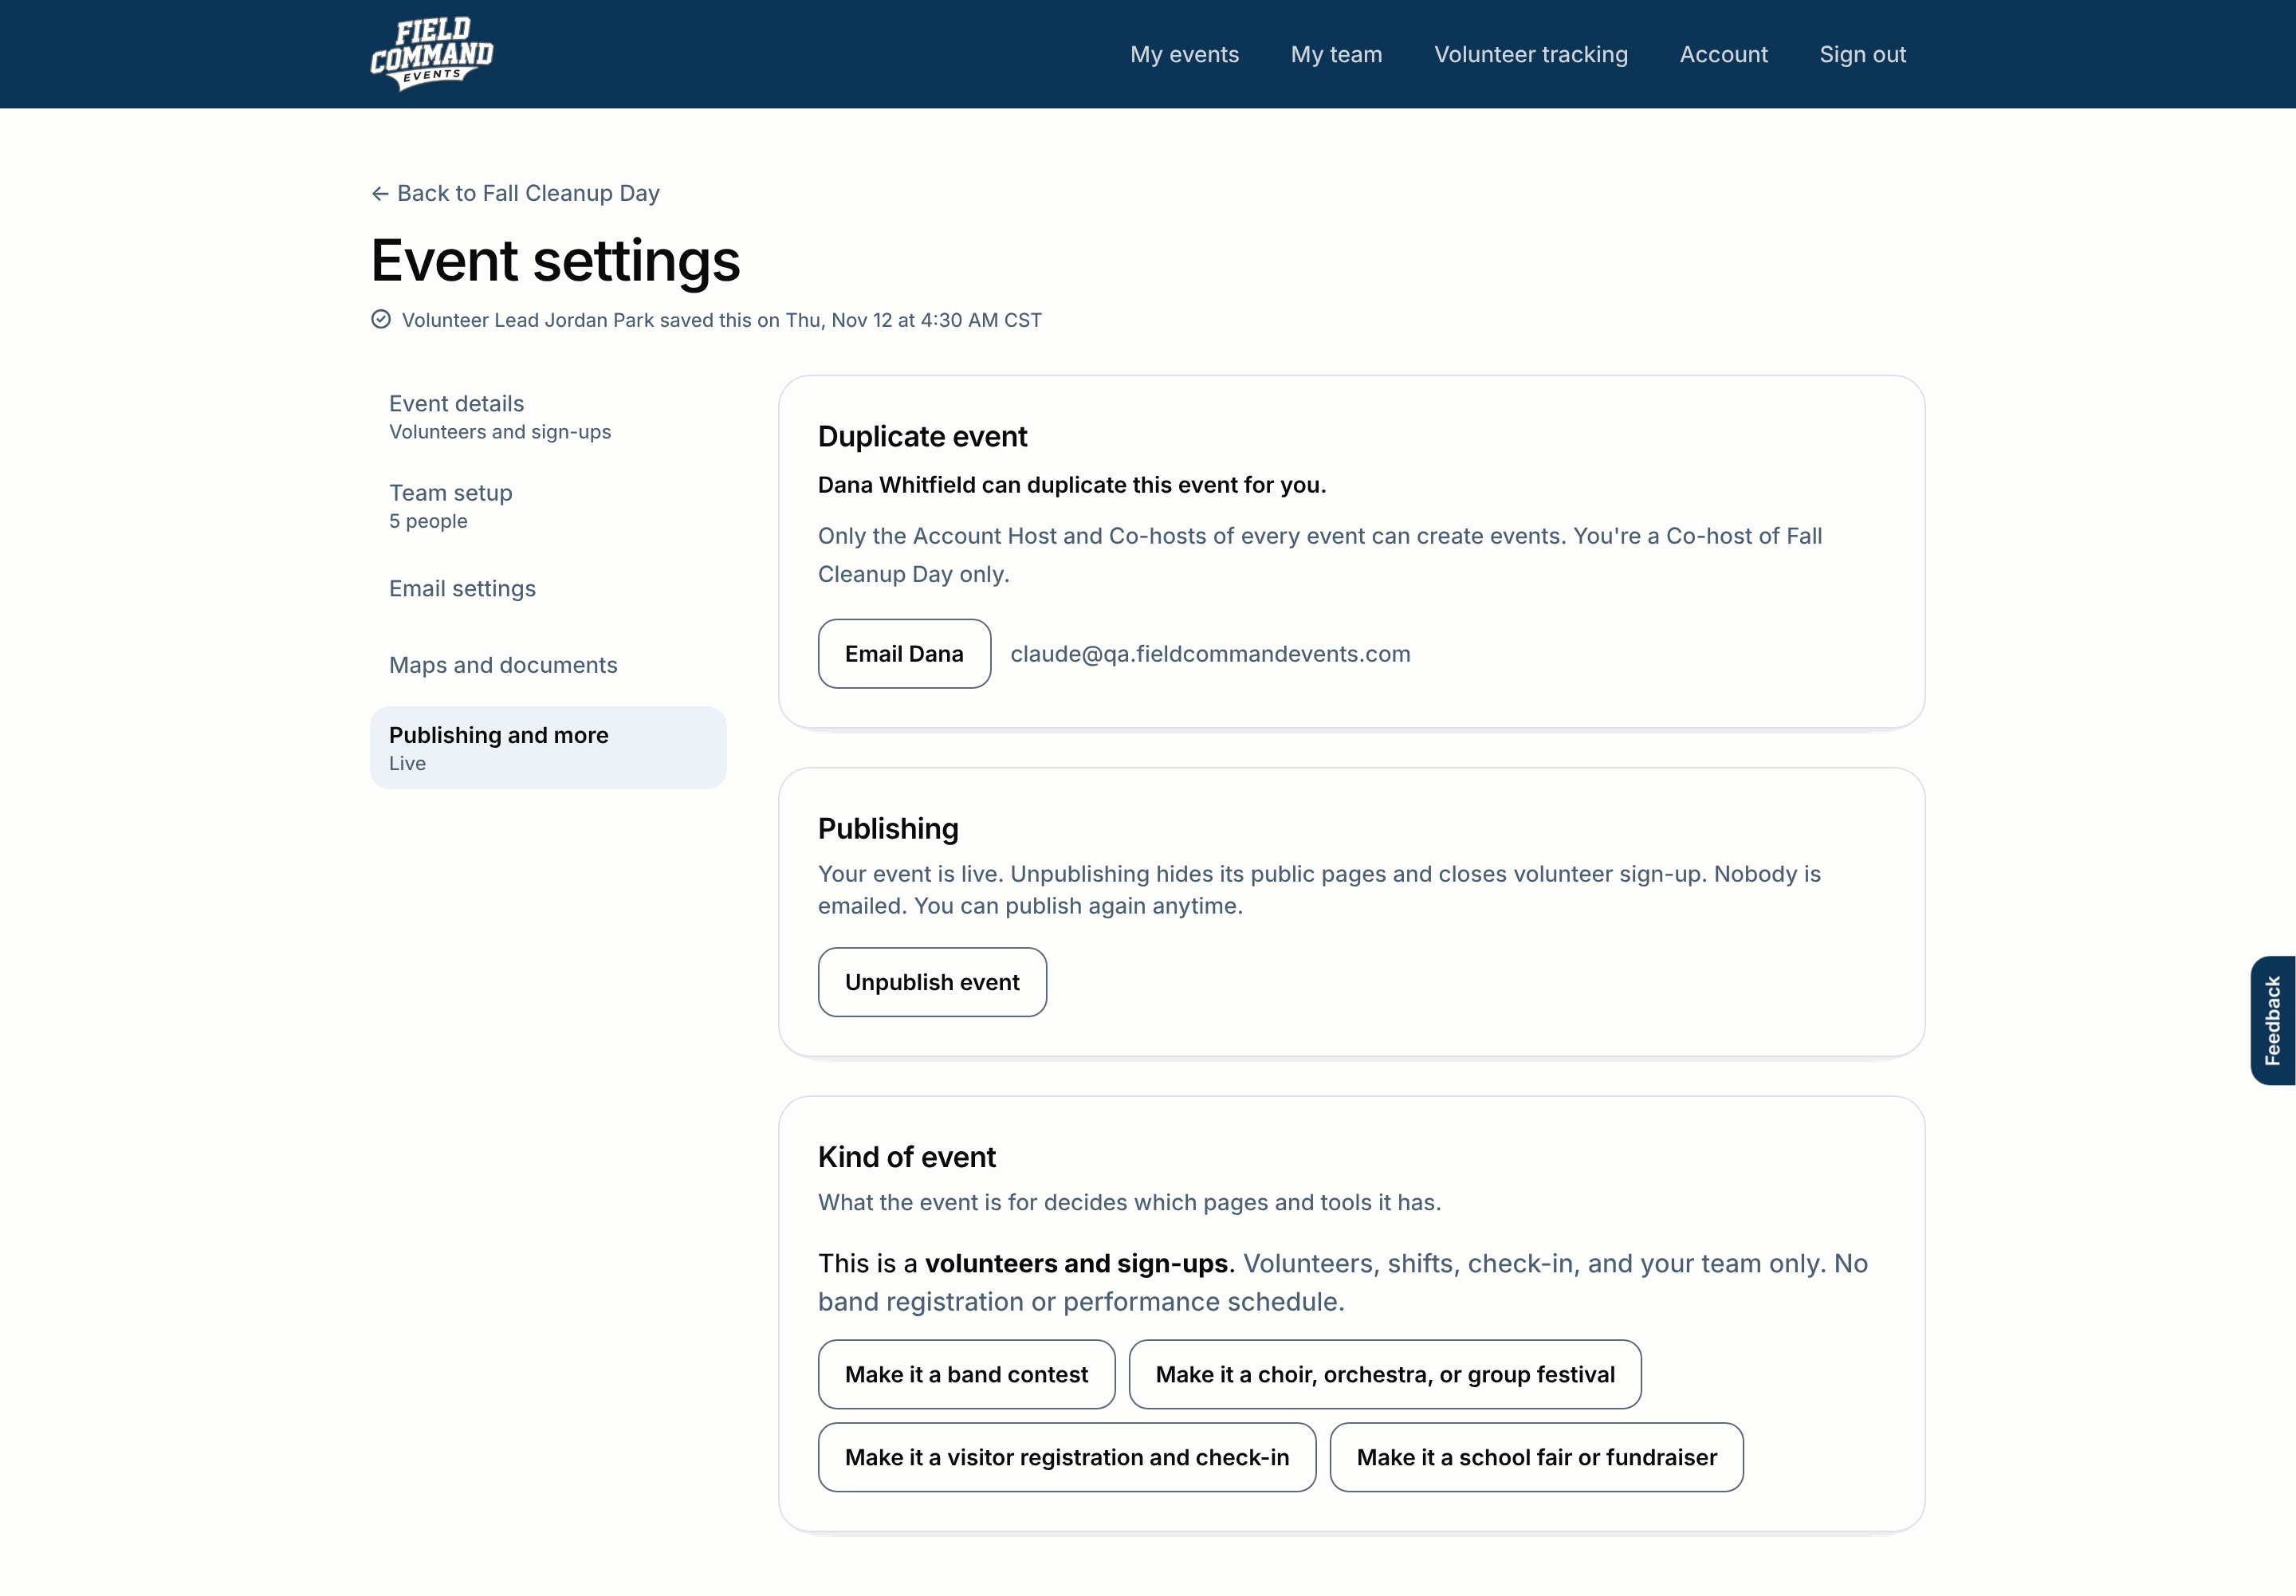 FIELD
COMMAND
EVENTS
My events
My team
Volunteer tracking
Account
Sign out
← Back to Fall Cleanup Day
Event settings
Volunteer Lead Jordan Park saved this on Thu, Nov 12 at 4:30 AM CST
Event details
Volunteers and sign-ups
Team setup
5 people
Email settings
Maps and documents
Publishing and more
Live
Duplicate event
Dana Whitfield can duplicate this event for you.
Only the Account Host and Co-hosts of every event can create events. You're a Co-host of Fall
Cleanup Day only.
Email Dana
claude@qa.fieldcommandevents.com
Publishing
Your event is live. Unpublishing hides its public pages and closes volunteer sign-up. Nobody is
emailed. You can publish again anytime.
Unpublish event
Kind of event
What the event is for decides which pages and tools it has.
This is a volunteers and sign-ups. Volunteers, shifts, check-in, and your team only. No
band registration or performance schedule.
Make it a band contest
Make it a choir, orchestra, or group festival
Make it a visitor registration and check-in
Make it a school fair or fundraiser
Feedback